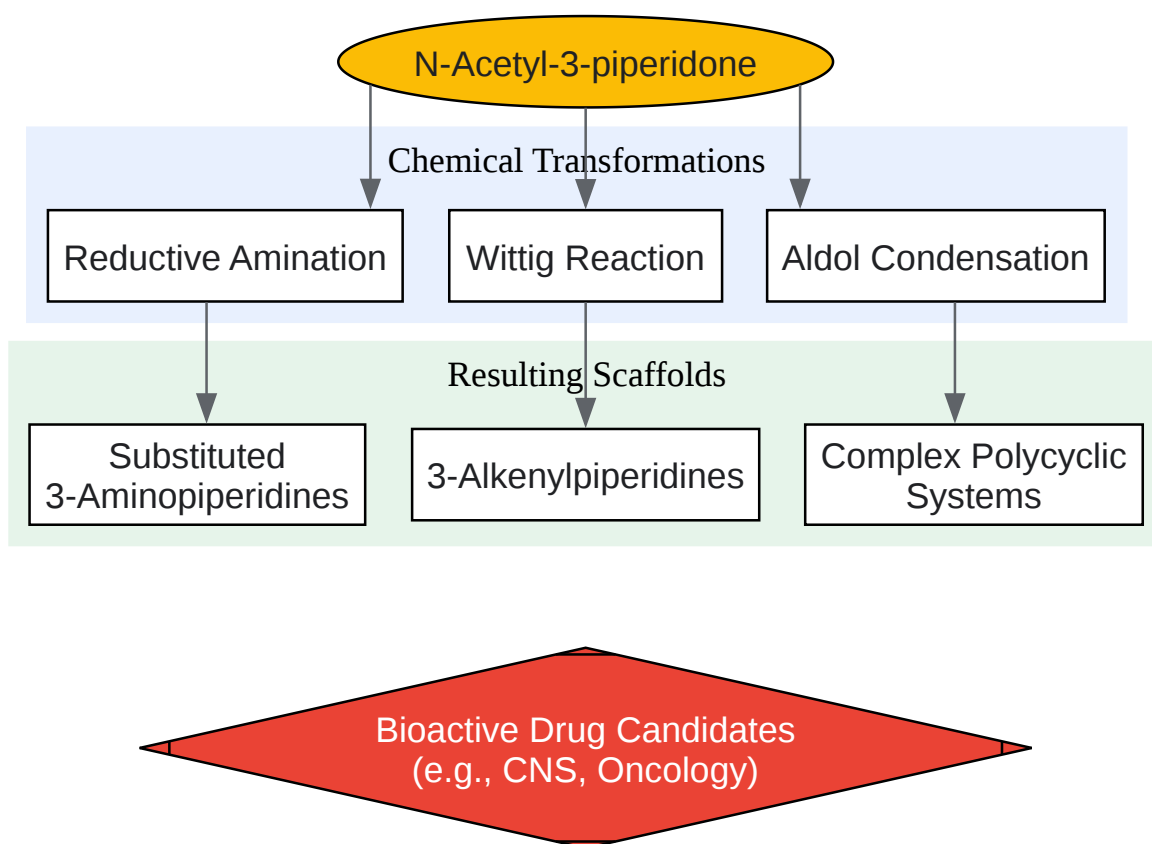 N-Acetyl-3-piperidone
Chemical Transformations
Reductive Amination
Wittig Reaction
Aldol Condensation
Resulting Scaffolds
Substituted
3-Aminopiperidines
3-Alkenylpiperidines
Complex Polycyclic
Systems
Bioactive Drug Candidates
(e.g., CNS, Oncology)